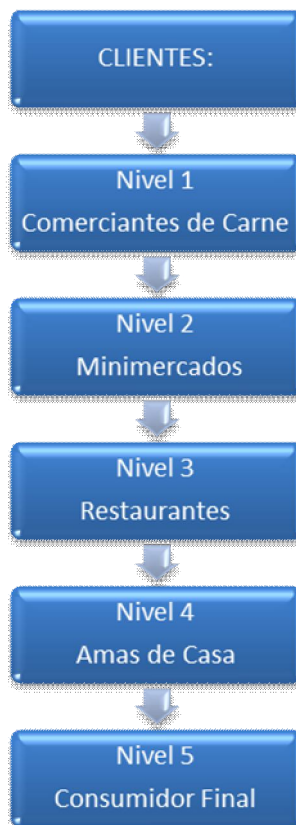 CLIENTES:
Nivel 1
Comerciantes de Carne
Nivel 2
Minimercados
Nivel 3
Restaurantes
Nivel 4
Amas de Casa
Nivel 5
Consumidor Final